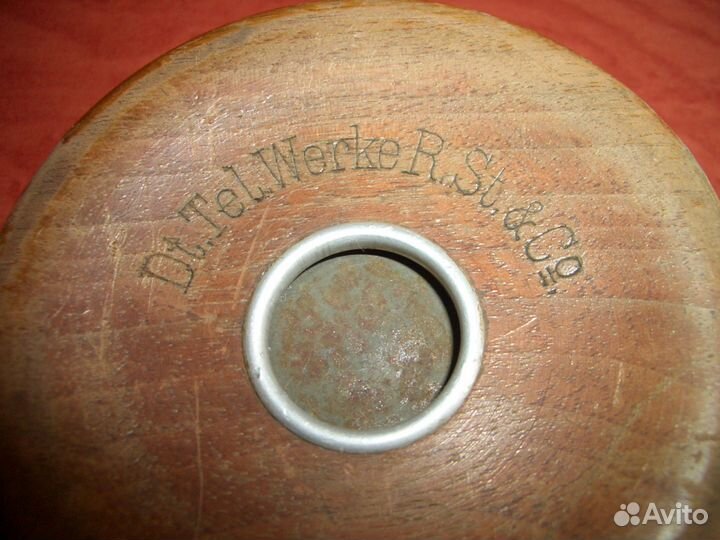 Dt. Tel. Werke R. St. & Co.
Avito